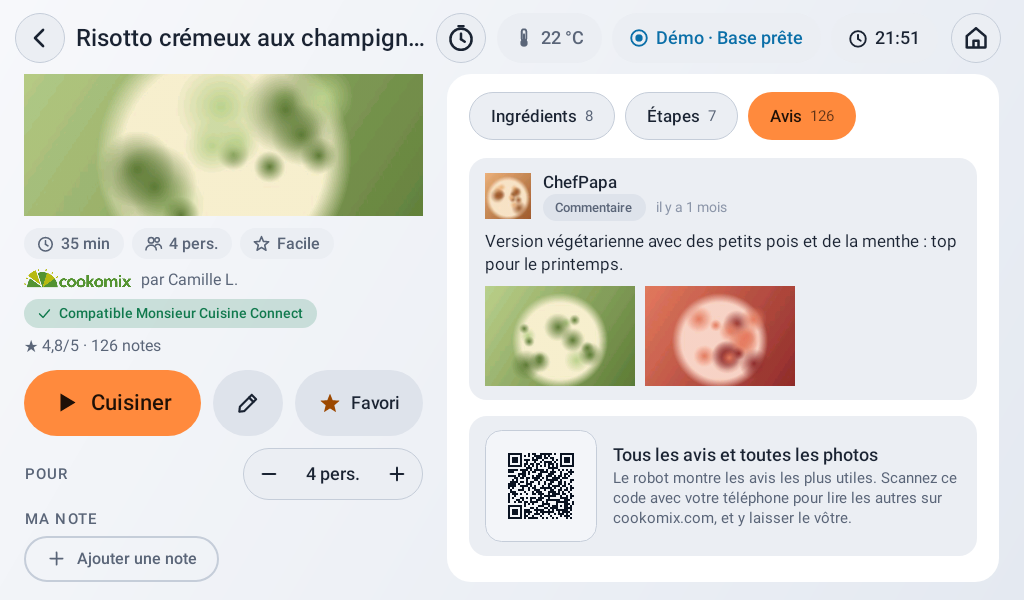 Risotto crémeux aux champign…
22 °C
Démo · Base prête
21:51
35 min
4 pers.
Facile
cookomix par Camille L.
Compatible Monsieur Cuisine Connect
★ 4,8/5 · 126 notes
Cuisiner
Favori
POUR
− 4 pers. +
MA NOTE
+ Ajouter une note
Ingrédients 8
Étapes 7
Avis 126
ChefPapa
Commentaire il y a 1 mois
Version végétarienne avec des petits pois et de la menthe : top
pour le printemps.
Tous les avis et toutes les photos
Le robot montre les avis les plus utiles. Scannez ce
code avec votre téléphone pour lire les autres sur
cookomix.com, et y laisser le vôtre.